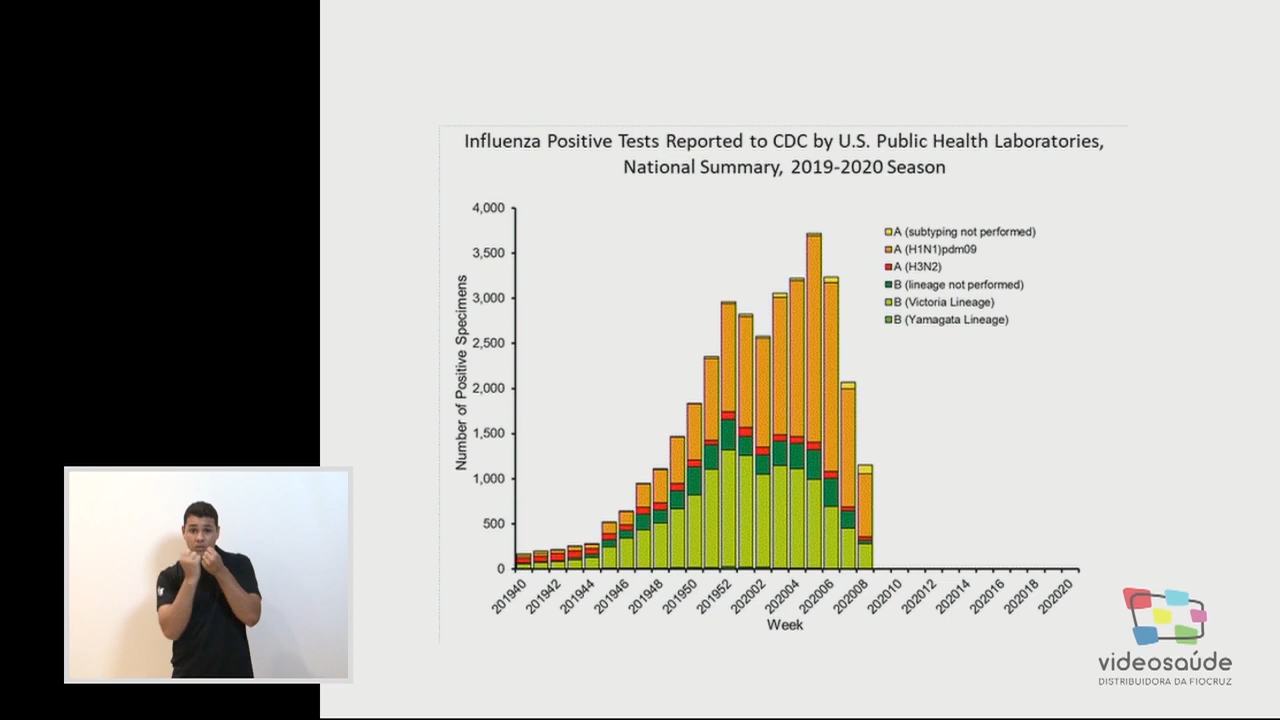 Influenza Positive Tests Reported to CDC by U.S. Public Health Laboratories,
National Summary, 2019-2020 Season
Number of Positive Specimens
4,000
3,500
3,000
2,500
2,000
1,500
1,000
500
0
A (subtyping not performed)
A (H1N1)pdm09
A (H3N2)
B (lineage not performed)
B (Victoria Lineage)
B (Yamagata Lineage)
201940
201942
201944
201946
201948
201950
201952
202002
202004
202006
202008
202010
202012
202014
202016
202018
202020
Week
videosaúde
DISTRIBUIDORA DA FIOCRUZ